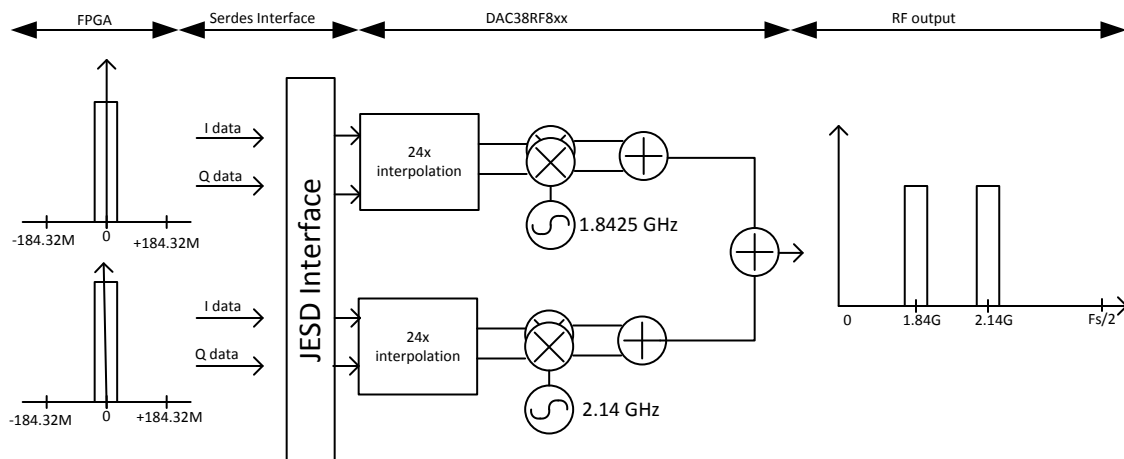 FPGA
Serdes Interface
DAC38RF8xx
RF output
I data
Q data
-184.32M
0
+184.32M
JESD Interface
24x
interpolation
1.8425 GHz
I data
Q data
-184.32M
0
+184.32M
24x
interpolation
2.14 GHz
0
1.84G
2.14G
Fs/2